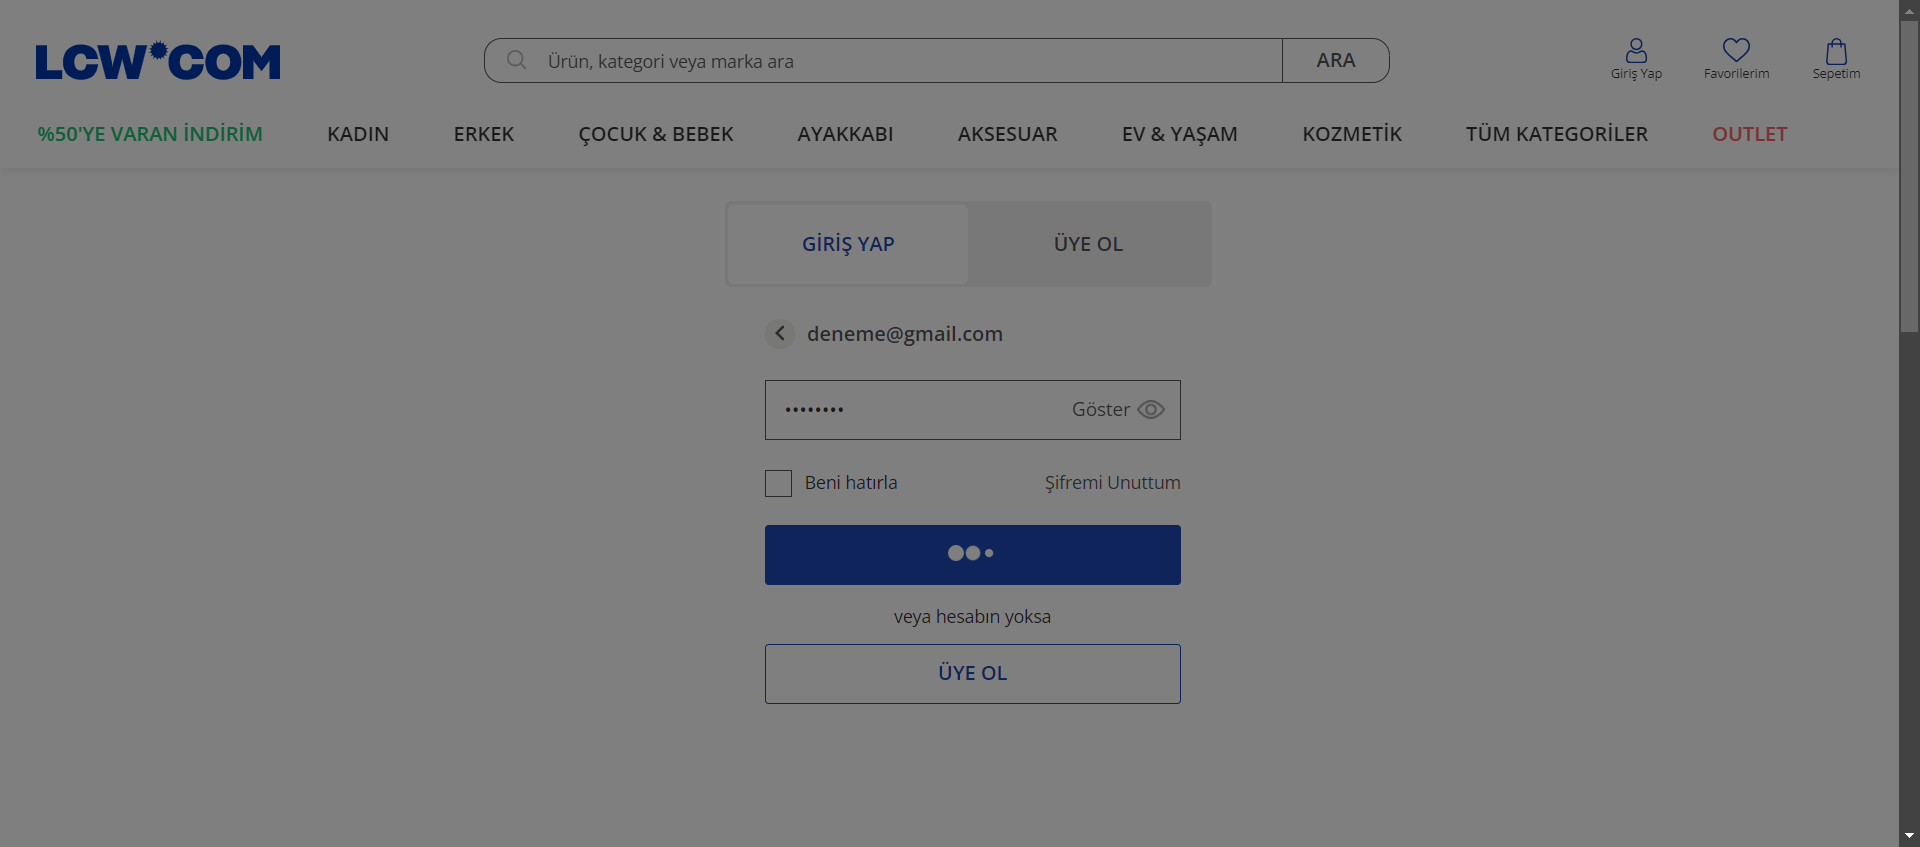 LCW COM
Ürün, kategori veya marka ara
ARA
Giriş Yap
Favorilerim
Sepetim
%50'YE VARAN İNDİRİM
KADIN
ERKEK
ÇOCUK & BEBEK
AYAKKABI
AKSESUAR
EV & YAŞAM
KOZMETİK
TÜM KATEGORİLER
OUTLET
GİRİŞ YAP
ÜYE OL
deneme@gmail.com
••••••••
Göster
Beni hatırla
Şifremi Unuttum
veya hesabın yoksa
ÜYE OL